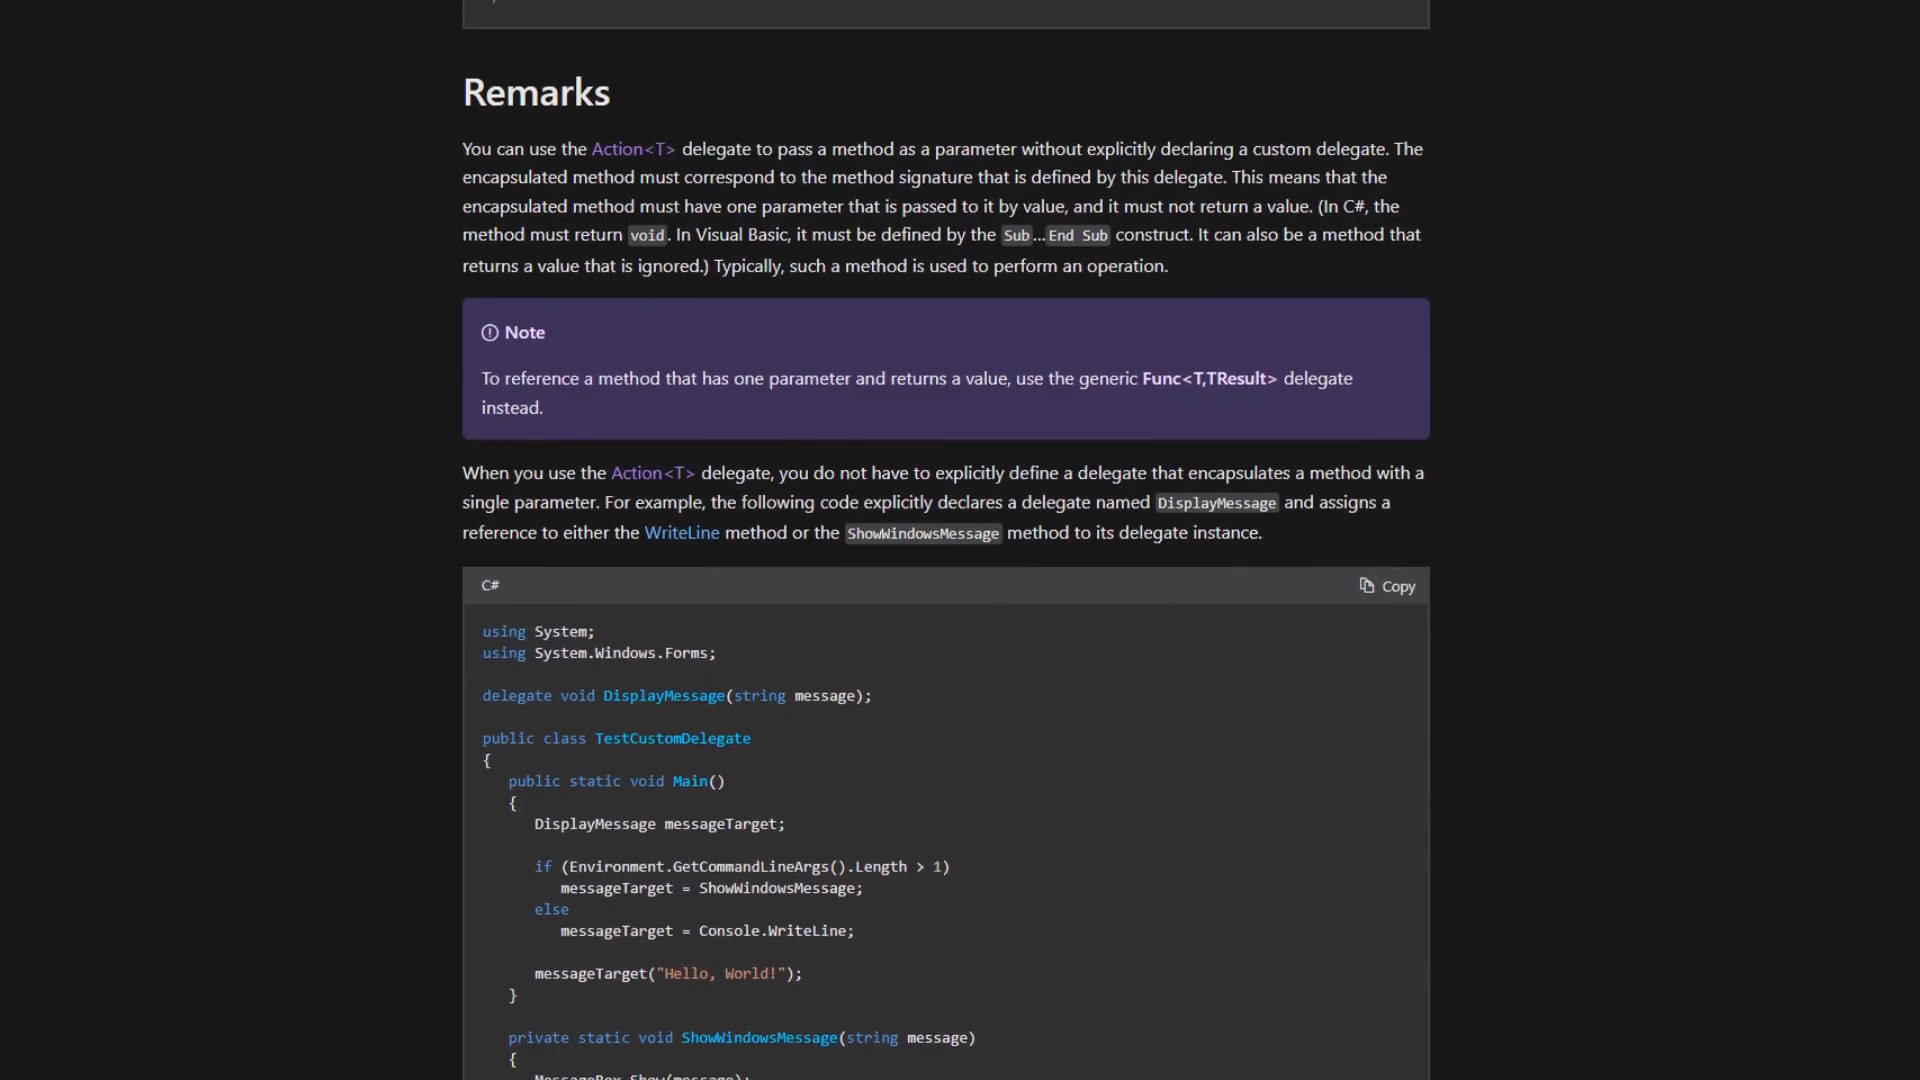 Remarks
You can use the Action<T> delegate to pass a method as a parameter without explicitly declaring a custom delegate. The
encapsulated method must correspond to the method signature that is defined by this delegate. This means that the
encapsulated method must have one parameter that is passed to it by value, and it must not return a value. (In C#, the
method must return void. In Visual Basic, it must be defined by the Sub...End Sub construct. It can also be a method that
returns a value that is ignored.) Typically, such a method is used to perform an operation.
Note
To reference a method that has one parameter and returns a value, use the generic Func<T,TResult> delegate
instead.
When you use the Action<T> delegate, you do not have to explicitly define a delegate that encapsulates a method with a
single parameter. For example, the following code explicitly declares a delegate named DisplayMessage and assigns a
reference to either the WriteLine method or the ShowWindowsMessage method to its delegate instance.
C# Copy
using System;
using System.Windows.Forms;
delegate void DisplayMessage(string message);
public class TestCustomDelegate
{
public static void Main()
{
DisplayMessage messageTarget;
if (Environment.GetCommandLineArgs().Length > 1)
messageTarget = ShowWindowsMessage;
else
messageTarget = Console.WriteLine;
messageTarget("Hello, World!");
}
private static void ShowWindowsMessage(string message)
{
MessageBox.Show(message);